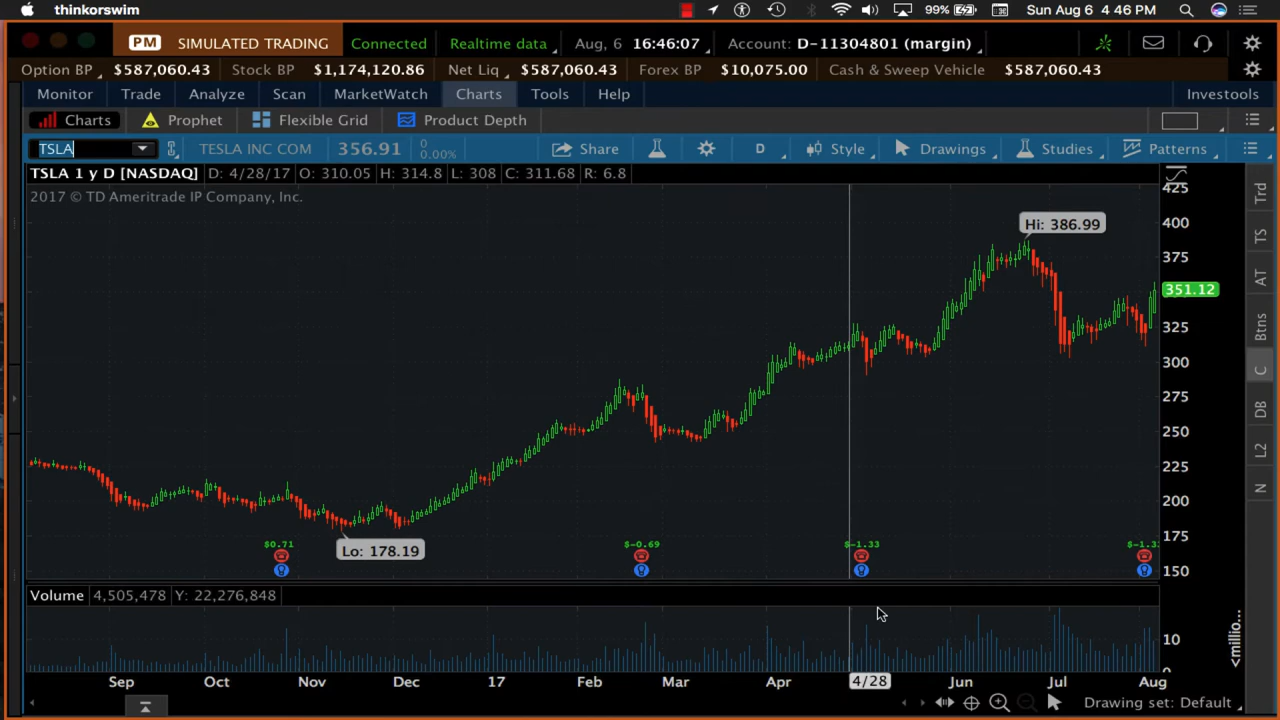 thinkorswim 99% Sun Aug 6 4:46 PM
PM SIMULATED TRADING Connected Realtime data Aug, 6 16:46:07 Account: D-11304801 (margin)
Option BP $587,060.43 Stock BP $1,174,120.86 Net Liq $587,060.43 Forex BP $10,075.00 Cash & Sweep Vehicle $587,060.43
Monitor Trade Analyze Scan MarketWatch Charts Tools Help Investools
Charts Prophet Flexible Grid Product Depth
TSLA TESLA INC COM 356.91 0 0.00% Share D Style Drawings Studies Patterns
TSLA 1 y D [NASDAQ] D: 4/28/17 O: 310.05 H: 314.8 L: 308 C: 311.68 R: 6.8
2017 © TD Ameritrade IP Company, Inc.
425
Hi: 386.99
400
375
351.12
325
300
275
250
225
200
175
150
Lo: 178.19
$0.71 $-0.69 $-1.33
Trd
TS
AT
Btns
C
DB
L2
N
Volume 4,505,478 Y: 22,276,848
10
<millio...
Sep Oct Nov Dec 17 Feb Mar Apr 4/28 Jun Jul Aug
Drawing set: Default